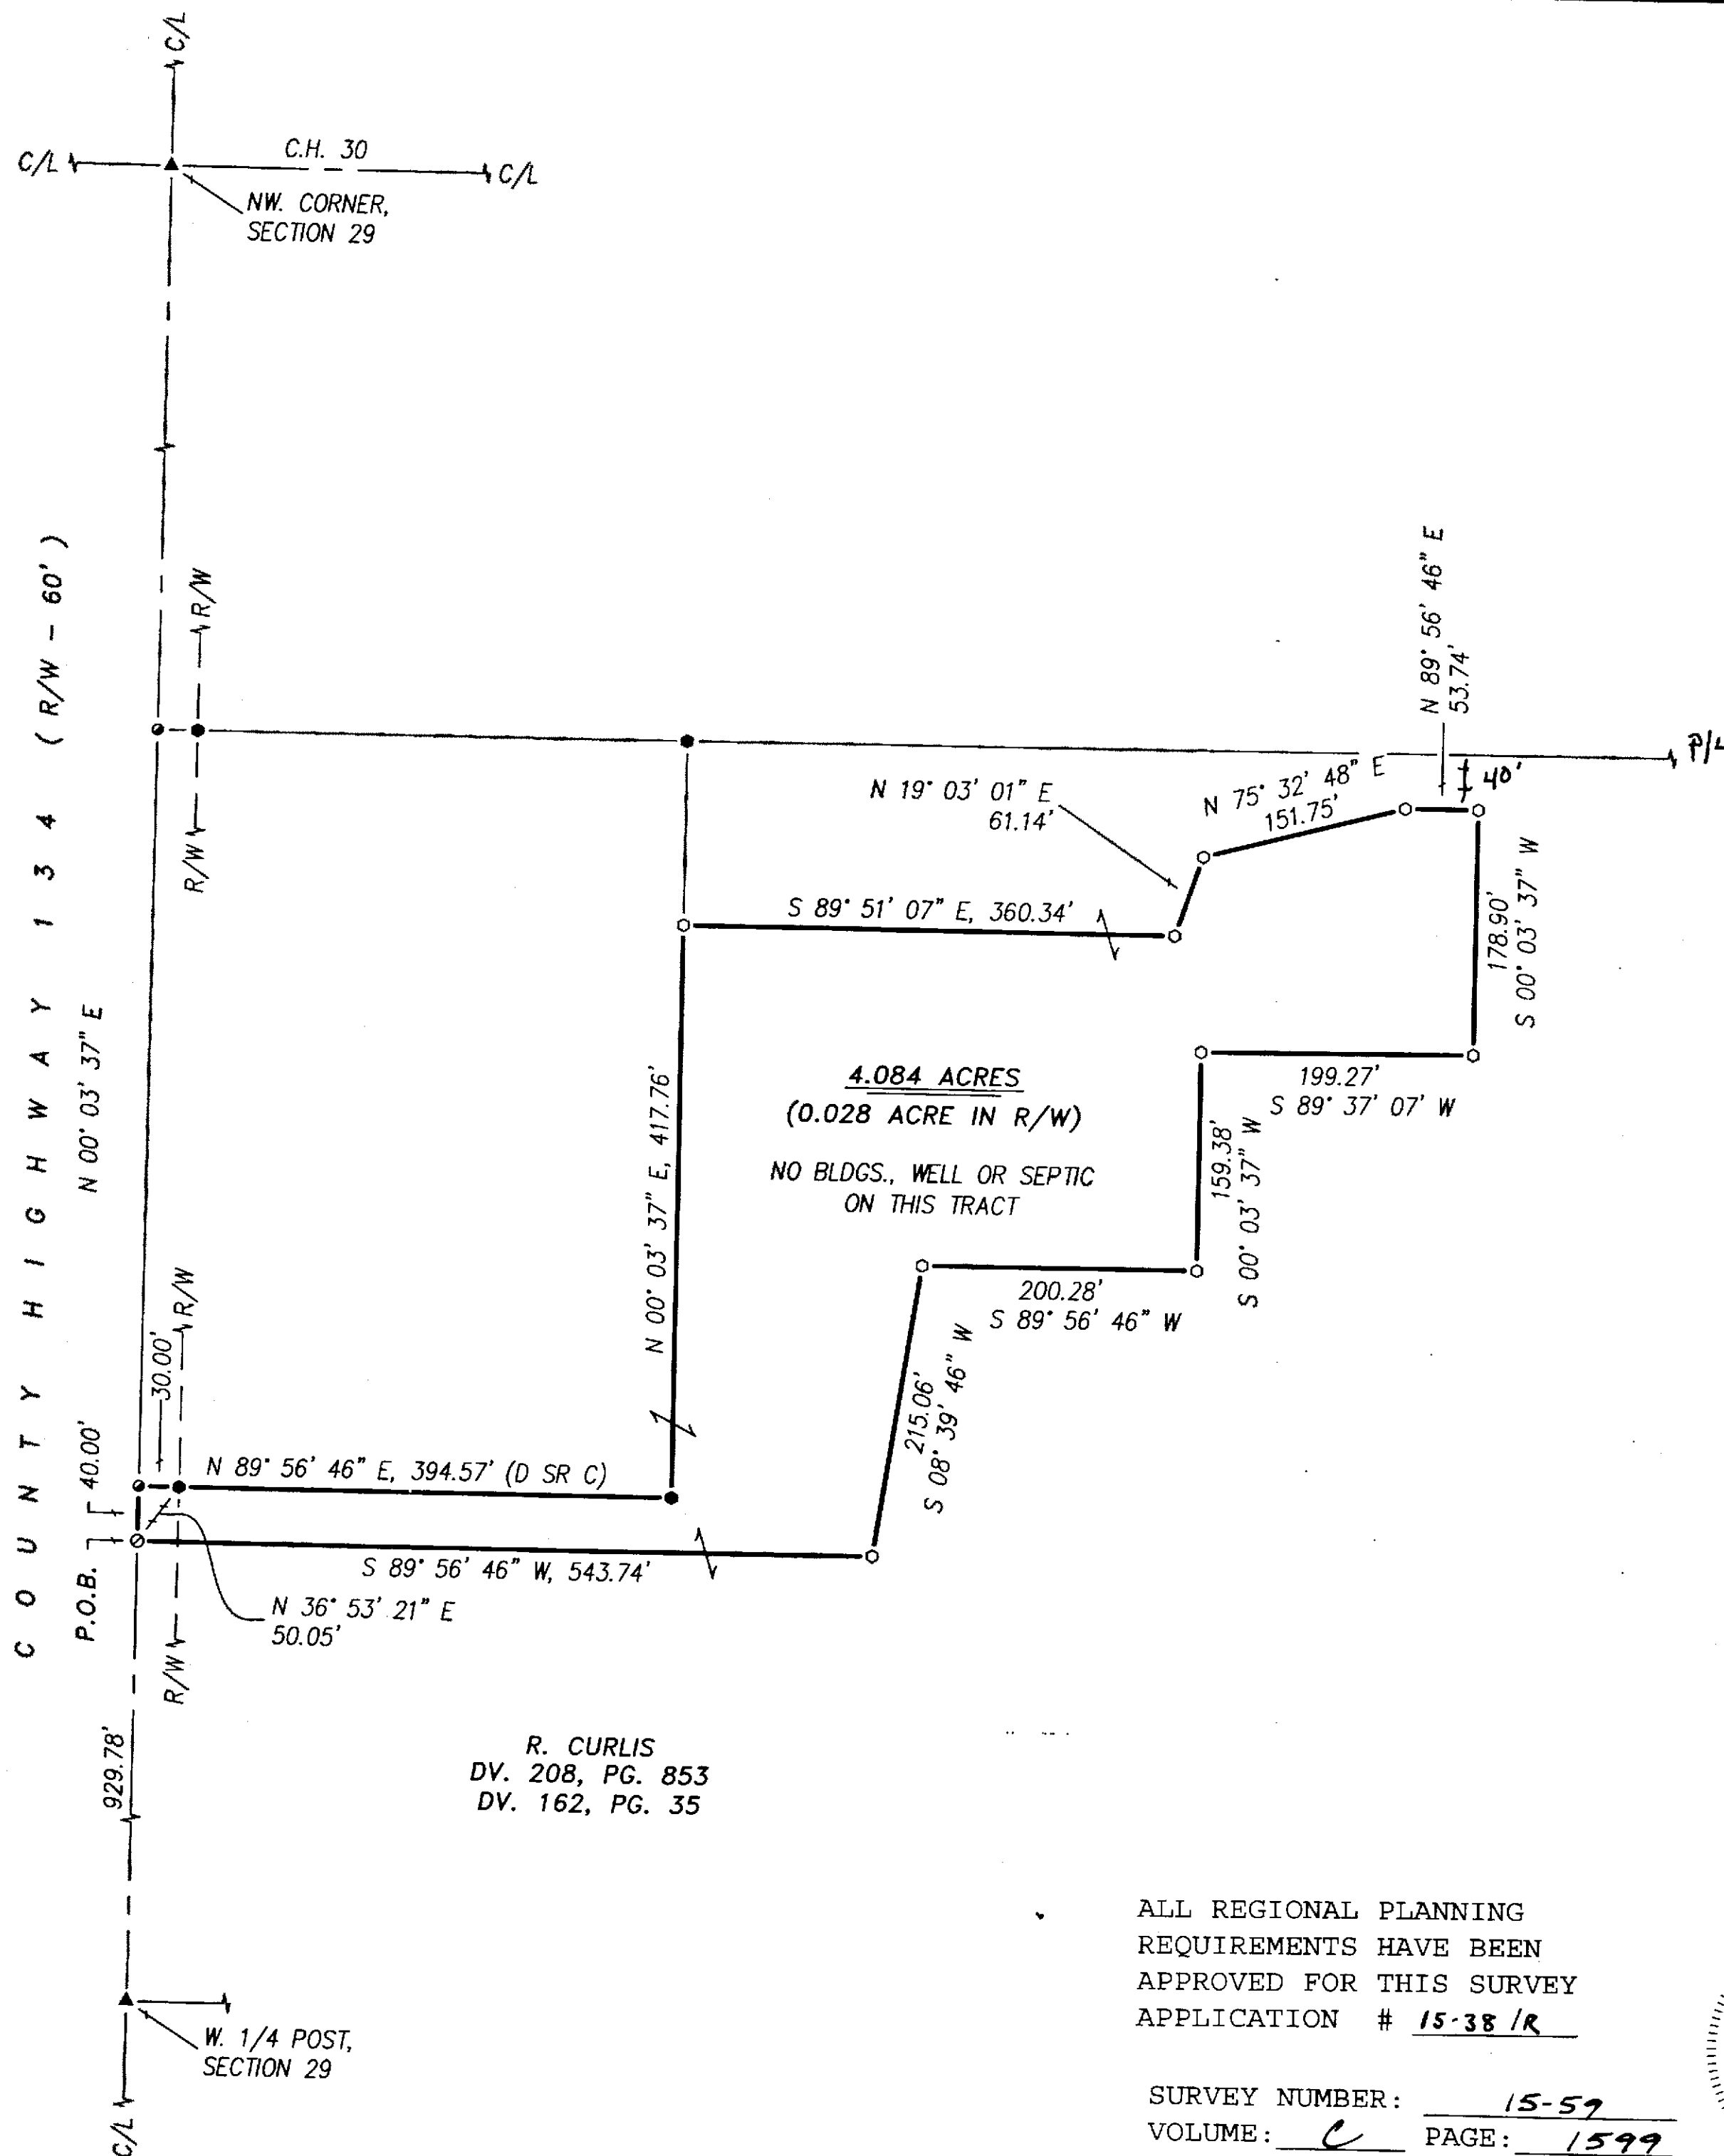 C/L
C/L
C.H. 30
C/L
NW. CORNER,
SECTION 29
COUNTY HIGHWAY 134 (R/W - 60')
N 00° 03' 37" E
R/W
R/W
N 89° 56' 46" E
53.74'
P/L
40'
N 75° 32' 48" E
151.75'
N 19° 03' 01" E
61.14'
S 89° 51' 07" E, 360.34'
178.90'
S 00° 03' 37" W
199.27'
S 89° 37' 07" W
4.084 ACRES
(0.028 ACRE IN R/W)
NO BLDGS., WELL OR SEPTIC
ON THIS TRACT
N 00° 03' 37" E, 417.76'
159.38'
S 00° 03' 37" W
200.28'
S 89° 56' 46" W
215.06'
S 08° 39' 46" W
R/W
30.00'
40.00'
N 89° 56' 46" E, 394.57' (D SR C)
P.O.B.
S 89° 56' 46" W, 543.74'
N 36° 53' 21" E
50.05'
R/W
929.78'
R. CURLIS
DV. 208, PG. 853
DV. 162, PG. 35
W. 1/4 POST,
SECTION 29
C/L
ALL REGIONAL PLANNING
REQUIREMENTS HAVE BEEN
APPROVED FOR THIS SURVEY
APPLICATION # 15-38/R
SURVEY NUMBER: 15-59
VOLUME: C PAGE: 1599